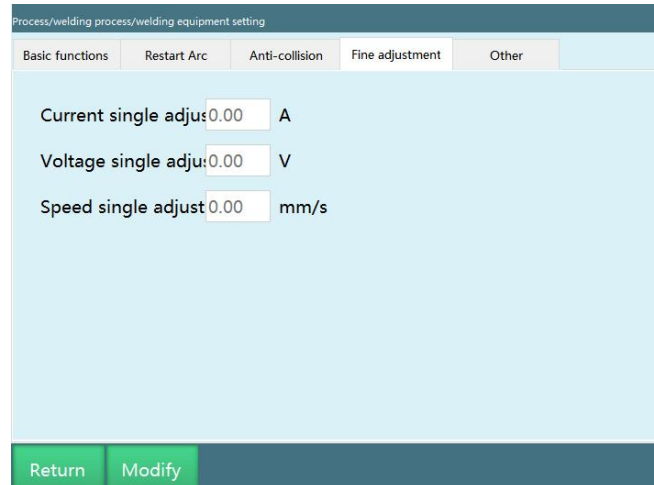 Process/welding process/welding equipment setting
Basic functions Restart Arc Anti-collision Fine adjustment Other
Current single adjus 0.00 A
Voltage single adju 0.00 V
Speed single adjust 0.00 mm/s
Return Modify